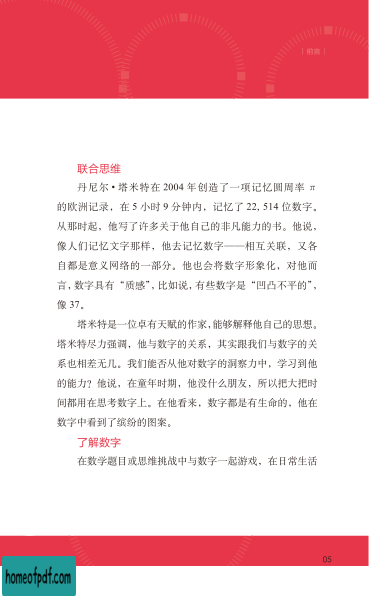 | 前言 |
联合思维
丹尼尔·塔米特在 2004 年创造了一项记忆圆周率 π
的欧洲记录，在 5 小时 9 分钟内，记忆了 22, 514 位数字。
从那时起，他写了许多关于他自己的非凡能力的书。他说，
像人们记忆文字那样，他去记忆数字——相互关联，又各
自都是意义网络的一部分。他也会将数字形象化，对他而
言，数字具有“质感”，比如说，有些数字是“凹凸不平的”，
像 37。
塔米特是一位卓有天赋的作家，能够解释他自己的思想。
塔米特尽力强调，他与数字的关系，其实跟我们与数字的关
系也相差无几。我们能否从他对数字的洞察力中，学习到他
的能力？他说，在童年时期，他没什么朋友，所以把大把时
间都用在思考数字上。在他看来，数字都是有生命的，他在
数字中看到了缤纷的图案。
了解数字
在数学题目或思维挑战中与数字一起游戏，在日常生活
05
homeofpdf.com